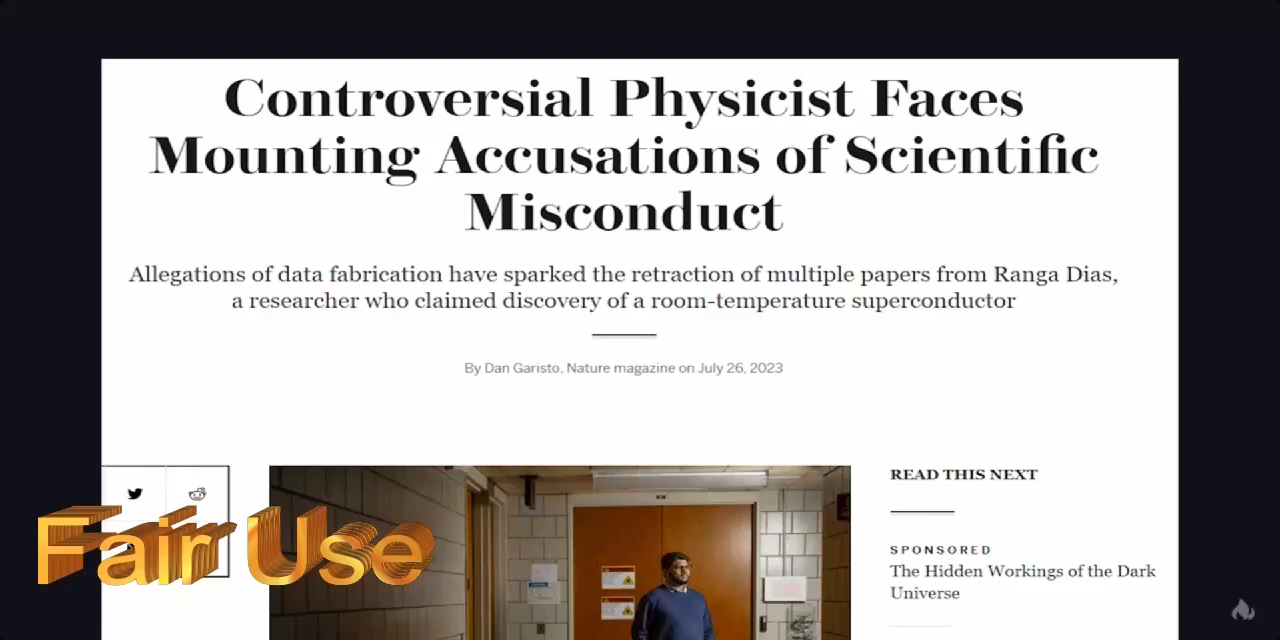 Controversial Physicist Faces
Mounting Accusations of Scientific
Misconduct
Allegations of data fabrication have sparked the retraction of multiple papers from Ranga Dias,
a researcher who claimed discovery of a room-temperature superconductor
By Dan Garisto, Nature magazine on July 26, 2023
READ THIS NEXT
SPONSORED
The Hidden Workings of the Dark
Universe
Fair Use